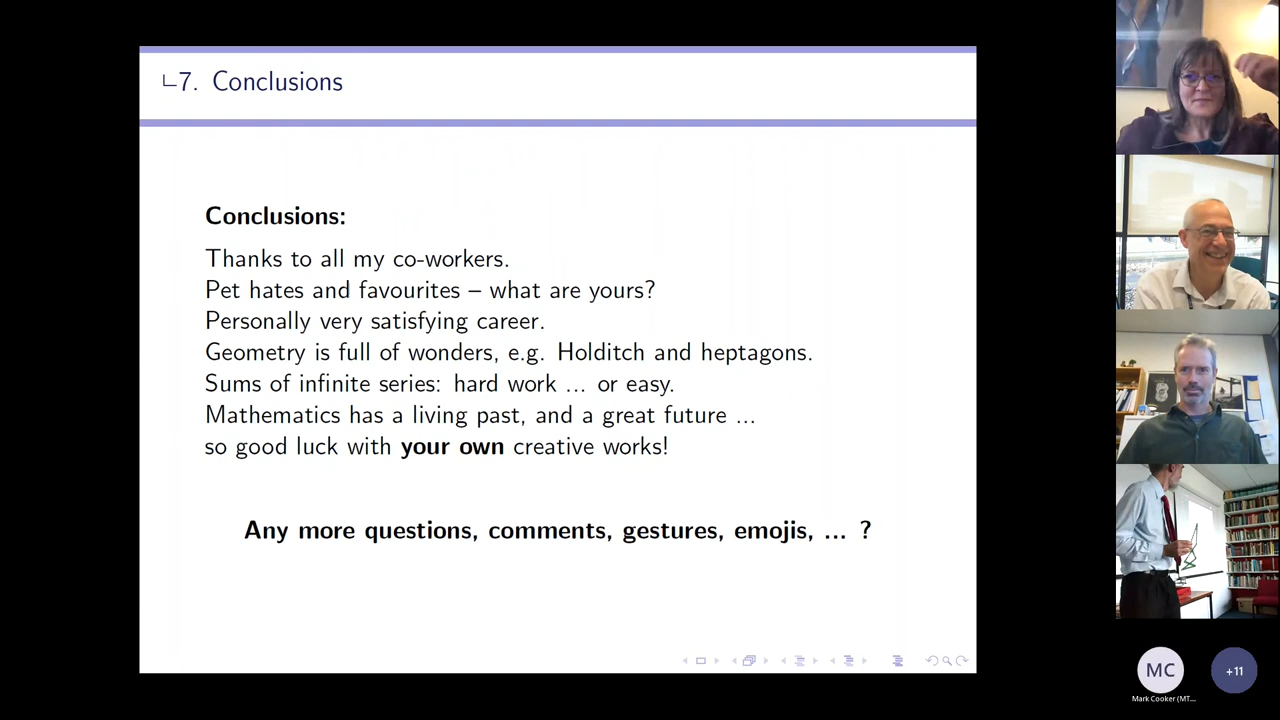 7. Conclusions
Conclusions:
Thanks to all my co-workers.
Pet hates and favourites – what are yours?
Personally very satisfying career.
Geometry is full of wonders, e.g. Holditch and heptagons.
Sums of infinite series: hard work ... or easy.
Mathematics has a living past, and a great future ...
so good luck with your own creative works!
Any more questions, comments, gestures, emojis, ... ?
MC
+11
Mark Cooker (MT...